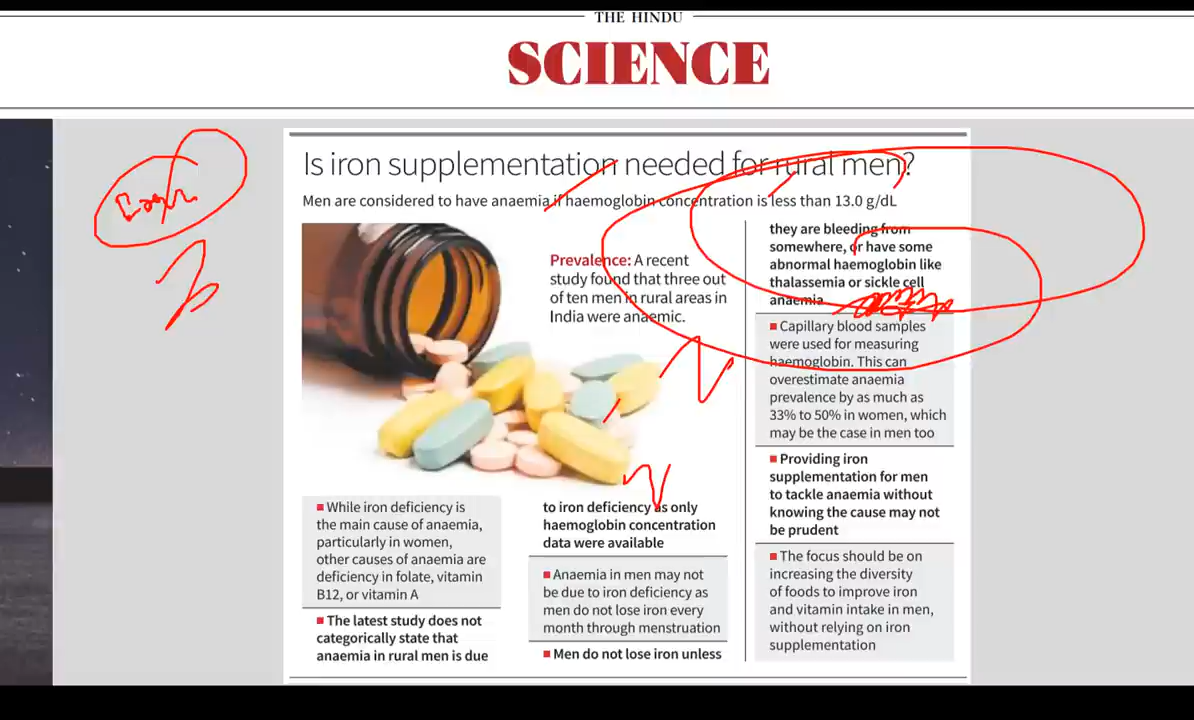 THE HINDU
SCIENCE
Is iron supplementation needed for rural men?
Men are considered to have anaemia if haemoglobin concentration is less than 13.0 g/dL
Prevalence: A recent
study found that three out
of ten men in rural areas in
India were anaemic.
■ While iron deficiency is
the main cause of anaemia,
particularly in women,
other causes of anaemia are
deficiency in folate, vitamin
B12, or vitamin A
■ The latest study does not
categorically state that
anaemia in rural men is due
to iron deficiency as only
haemoglobin concentration
data were available
■ Anaemia in men may not
be due to iron deficiency as
men do not lose iron every
month through menstruation
■ Men do not lose iron unless
they are bleeding from
somewhere, or have some
abnormal haemoglobin like
thalassemia or sickle cell
anaemia
■ Capillary blood samples
were used for measuring
haemoglobin. This can
overestimate anaemia
prevalence by as much as
33% to 50% in women, which
may be the case in men too
■ Providing iron
supplementation for men
to tackle anaemia without
knowing the cause may not
be prudent
■ The focus should be on
increasing the diversity
of foods to improve iron
and vitamin intake in men,
without relying on iron
supplementation